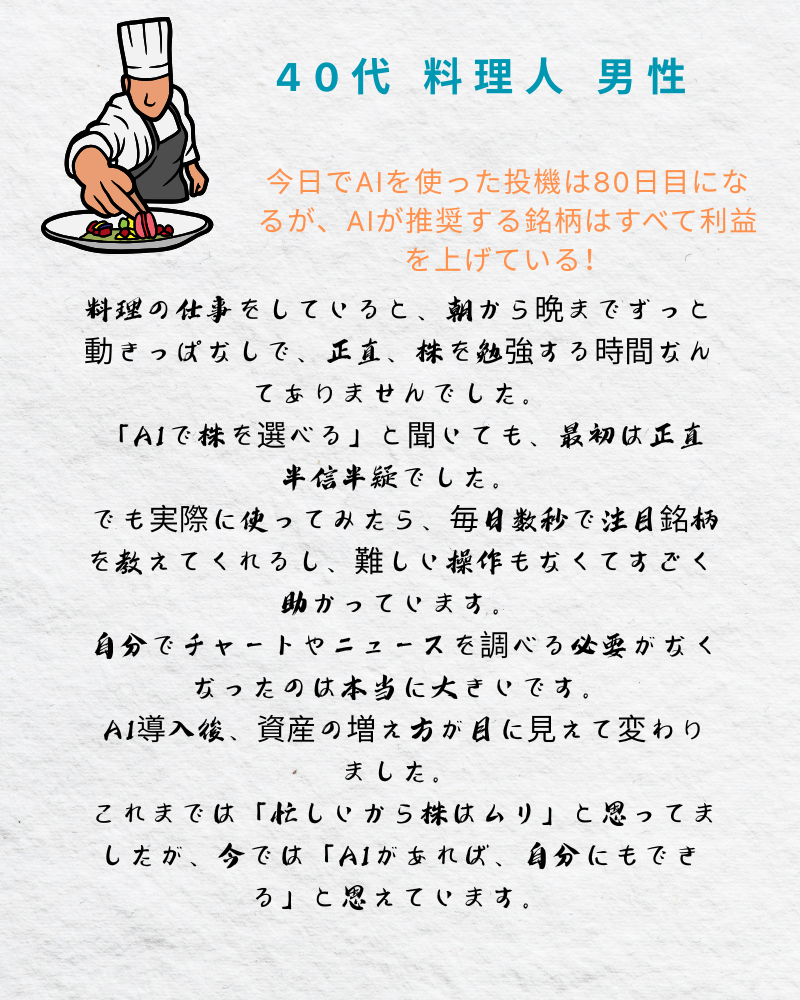 40代 料理人 男性
今日でAIを使った投機は80日目にな
るが、AIが推奨する銘柄はすべて利益
を上げている!
料理の仕事をしていると、朝から晩までずっと
動きっぱなしで、正直、株を勉強する時間なん
てありませんでした。
「AIで株を選べる」と聞いても、最初は正直
半信半疑でした。
でも実際に使ってみたら、毎日数秒で注目銘柄
を教えてくれるし、難しい操作もなくてすごく
助かっています。
自分でチャートやニュースを調べる必要がなく
なったのは本当に大きいです。
AI導入後、資産の増え方が目に見えて変わり
ました。
これまでは「忙しいから株はムリ」と思ってま
したが、今では「AIがあれば、自分にもでき
る」と思えています。